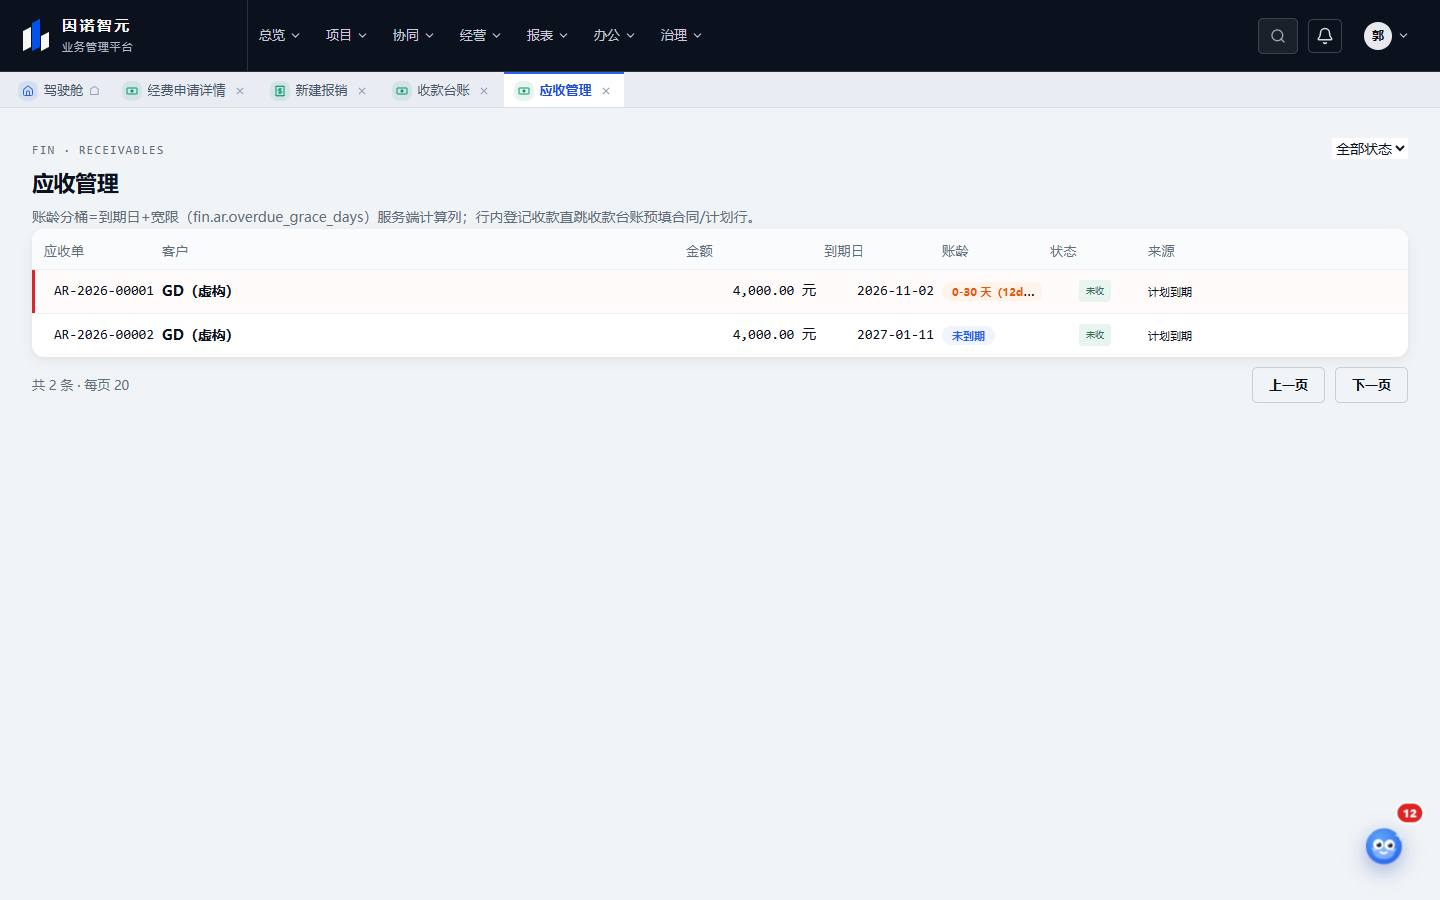 因诺智元
业务管理平台
总览 项目 协同 经营 报表 办公 治理
郭
驾驶舱 经费申请详情 新建报销 收款台账 应收管理
FIN · RECEIVABLES
全部状态
应收管理
账龄分桶=到期日+宽限（fin.ar.overdue_grace_days）服务端计算列；行内登记收款直跳收款台账预填合同/计划行。
应收单 客户 金额 到期日 账龄 状态 来源
AR-2026-00001 GD（虚构） 4,000.00 元 2026-11-02 0-30 天（12d... 未收 计划到期
AR-2026-00002 GD（虚构） 4,000.00 元 2027-01-11 未到期 未收 计划到期
共 2 条 · 每页 20
上一页 下一页
12